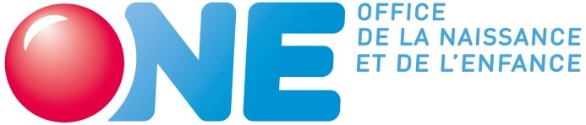 ONE
OFFICE
DE LA NAISSANCE
ET DE L'ENFANCE